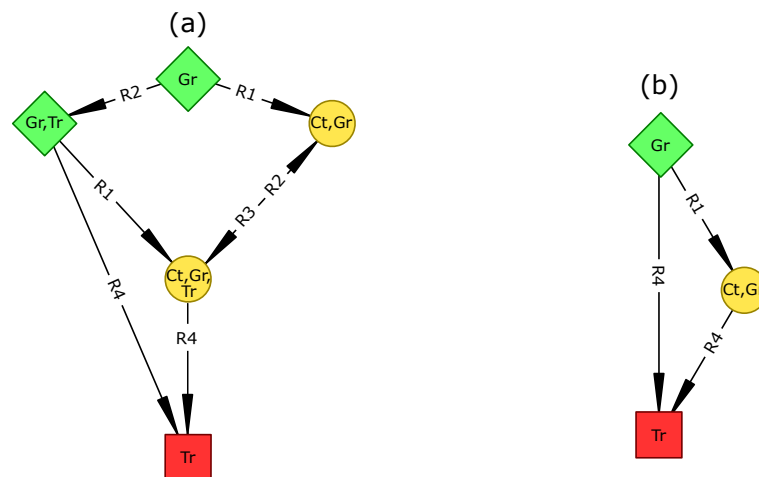 (a)
Gr
R2
R1
Gr,Tr
Ct,Gr
R1
R3
R2
Ct,Gr,
Tr
R4
R4
Tr
(b)
Gr
R1
R4
Ct,G
R4
Tr